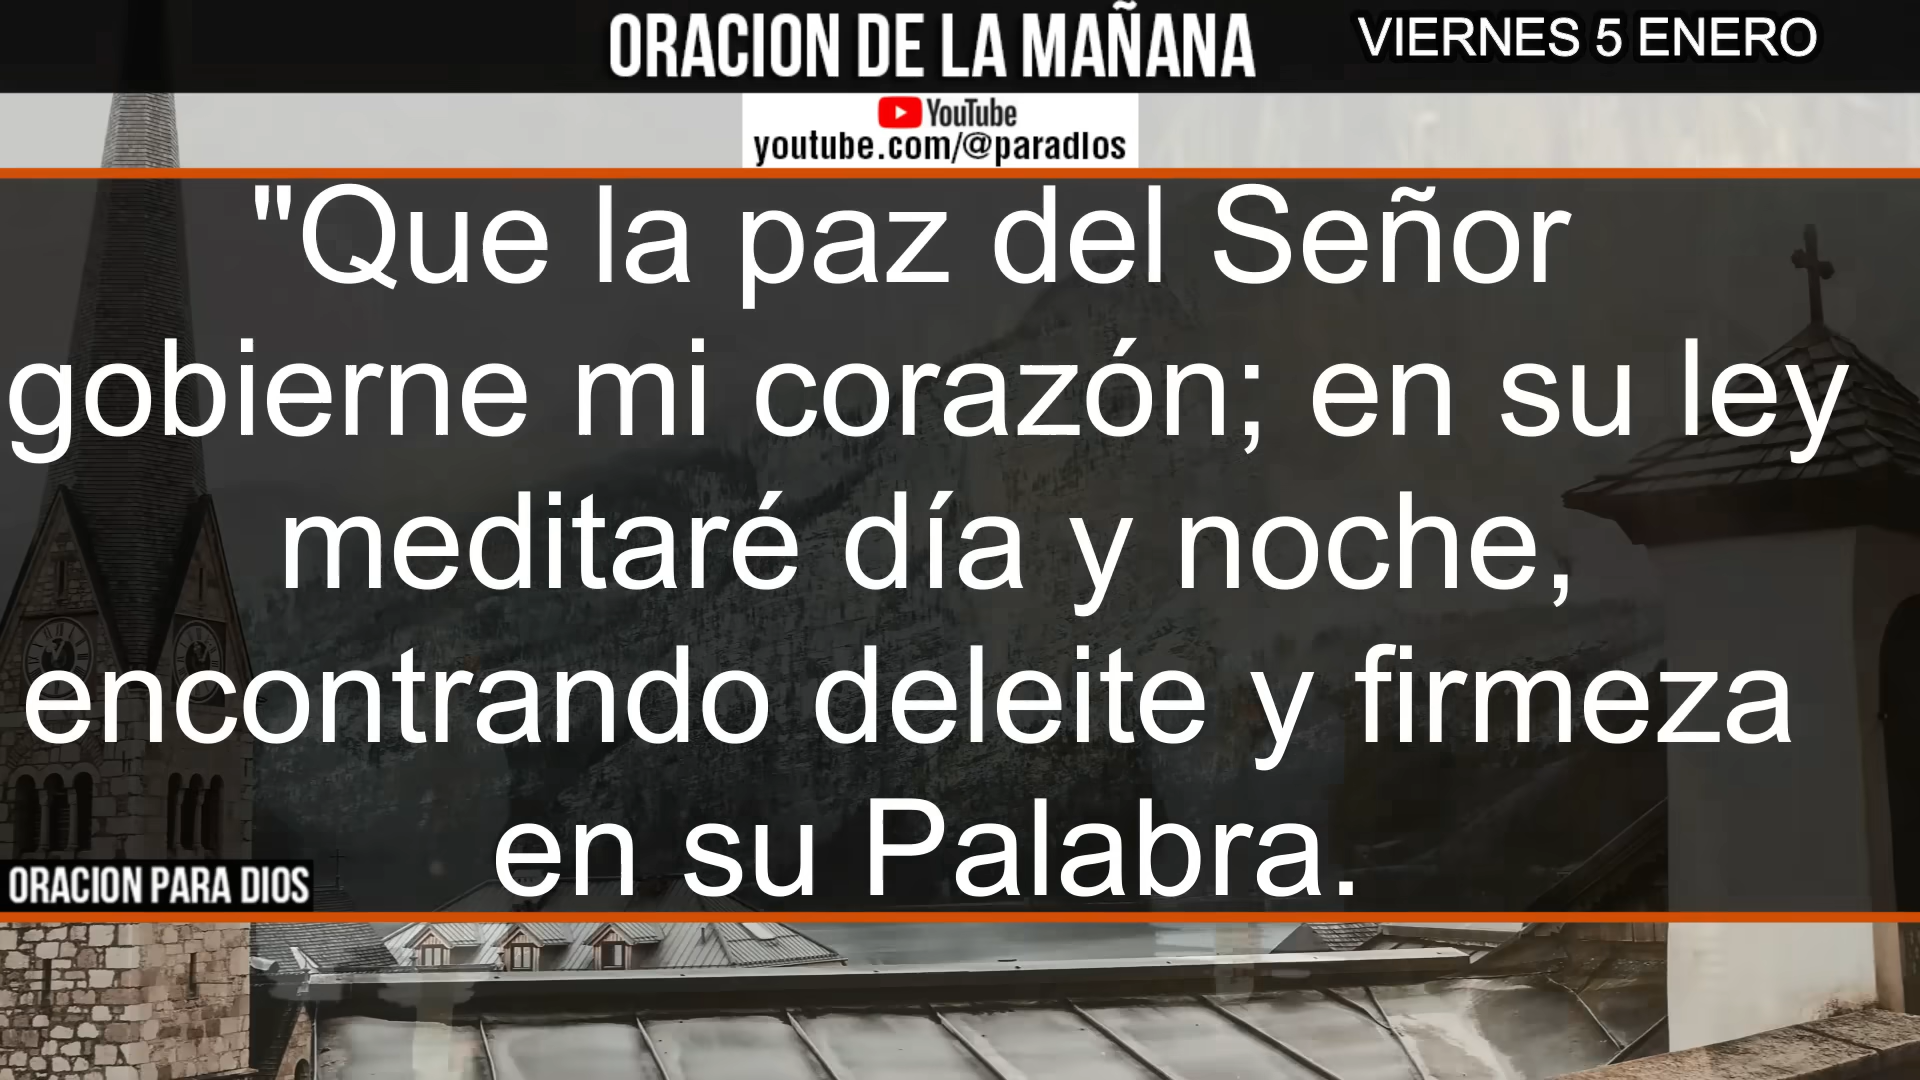 ORACION DE LA MAÑANA
VIERNES 5 ENERO
YouTube
youtube.com/@paradIos
"Que la paz del Señor
gobierne mi corazón; en su ley
meditaré día y noche,
encontrando deleite y firmeza
en su Palabra.
ORACION PARA DIOS